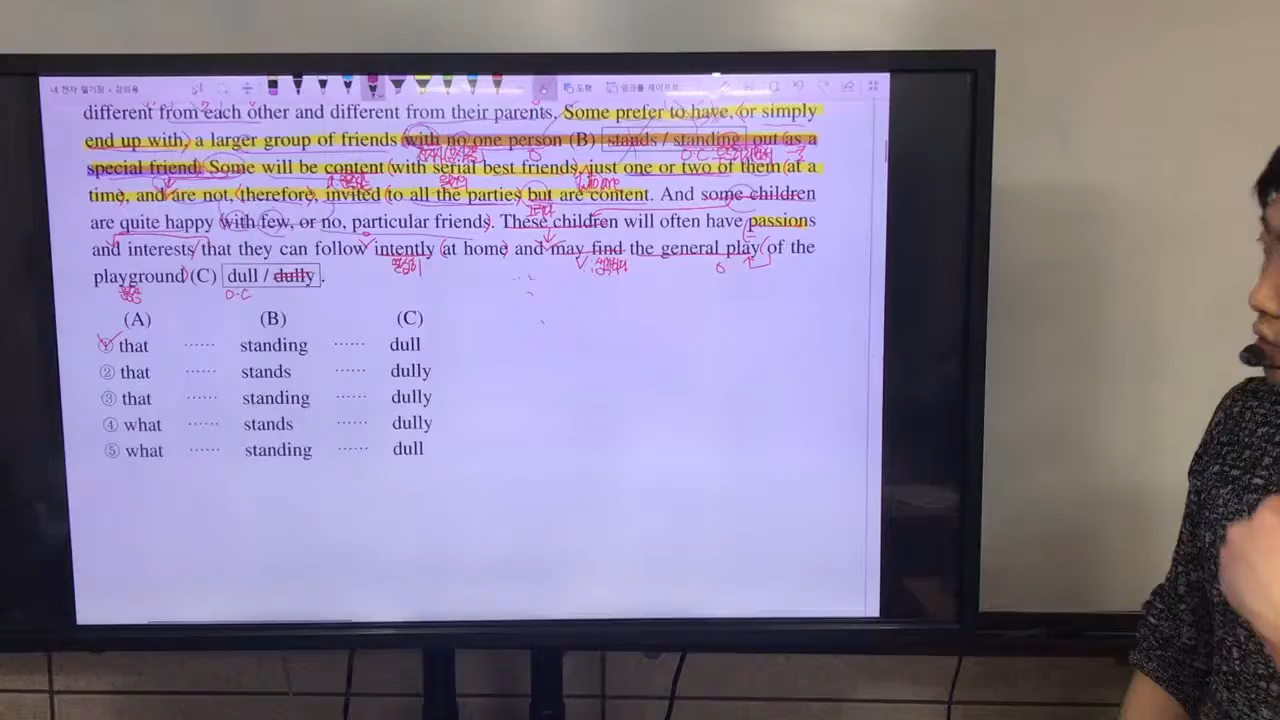 different from each other and different from their parents. Some prefer to have, or simply
end up with, a larger group of friends with no one person (B) stands / standing out as a
special friend. Some will be content with serial best friends, just one or two of them at a
who are
time, and are not, therefore, invited to all the parties but are content. And some children
are quite happy with few, or no, particular friends. These children will often have passions
and interests that they can follow intently at home and may find the general play of the
playground (C) dull / dully .
O·C
(A) (B) (C)
① that ······ standing ······ dull
② that ······ stands ······ dully
③ that ······ standing ······ dully
④ what ······ stands ······ dully
⑤ what ······ standing ······ dull